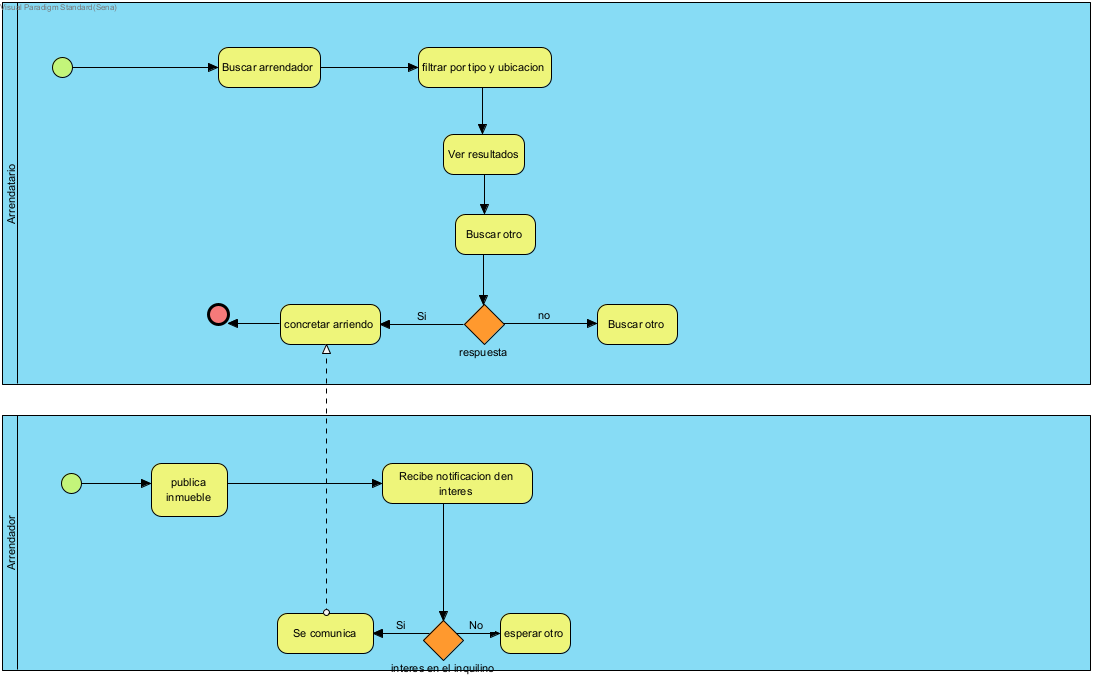 Visual Paradigm Standard(Sena)
Arrendatario
Buscar arrendador
filtrar por tipo y ubicacion
Ver resultados
Buscar otro
concretar arriendo
Si
no
Buscar otro
respuesta
Arrendador
publica
inmueble
Recibe notificacion den
interes
Se comunica
Si
No
esperar otro
interes en el inquilino